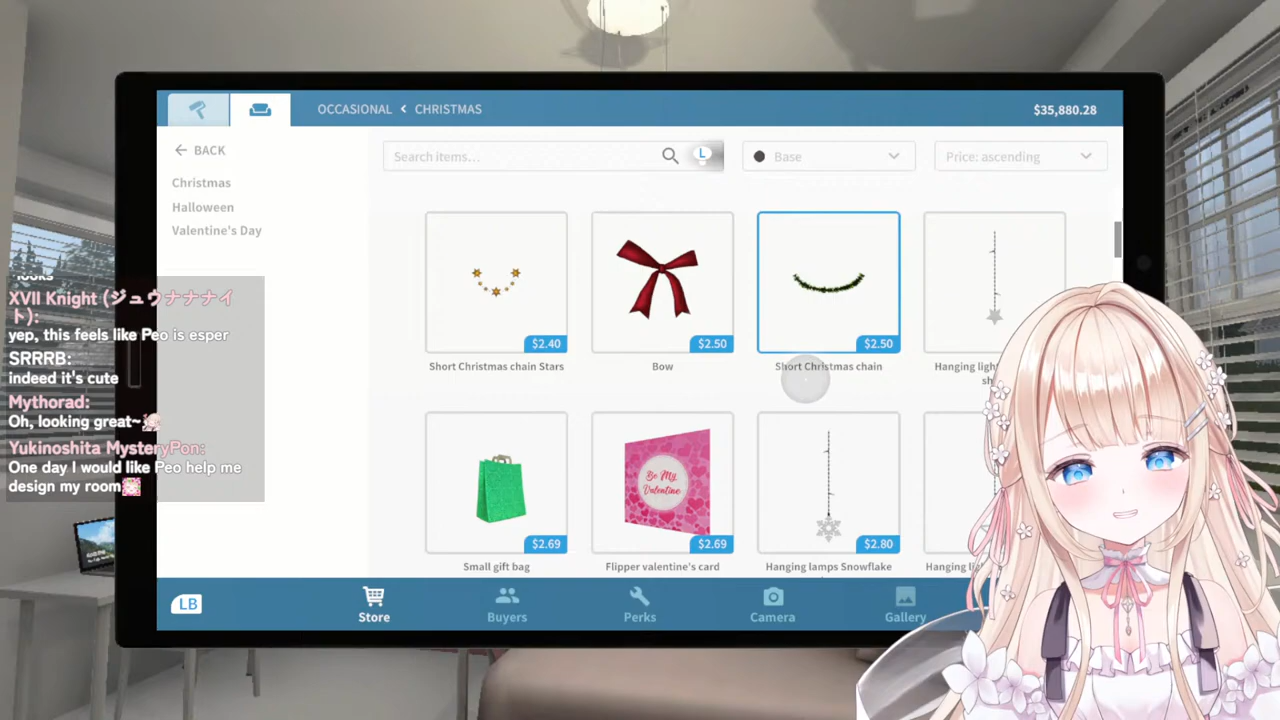 OCCASIONAL < CHRISTMAS
$35,880.28
BACK
Search items...
L
Base
Price: ascending
Christmas
Halloween
Valentine's Day
$2.40
$2.50
$2.50
Short Christmas chain Stars
Bow
Short Christmas chain
Hanging
looks
XVII Knight (ジュウナナナイ
ト):
yep, this feels like Peo is esper
SRRRB:
indeed it's cute
Mythorad:
Oh, looking great~
Yukinoshita MysteryPon:
One day I would like Peo help me
design my room
Be My
Valentine
$2.69
$2.69
$2.80
Small gift bag
Flipper valentine's card
Hanging lamps Snowflake
Hanging
LB
Store
Buyers
Perks
Camera
Gallery